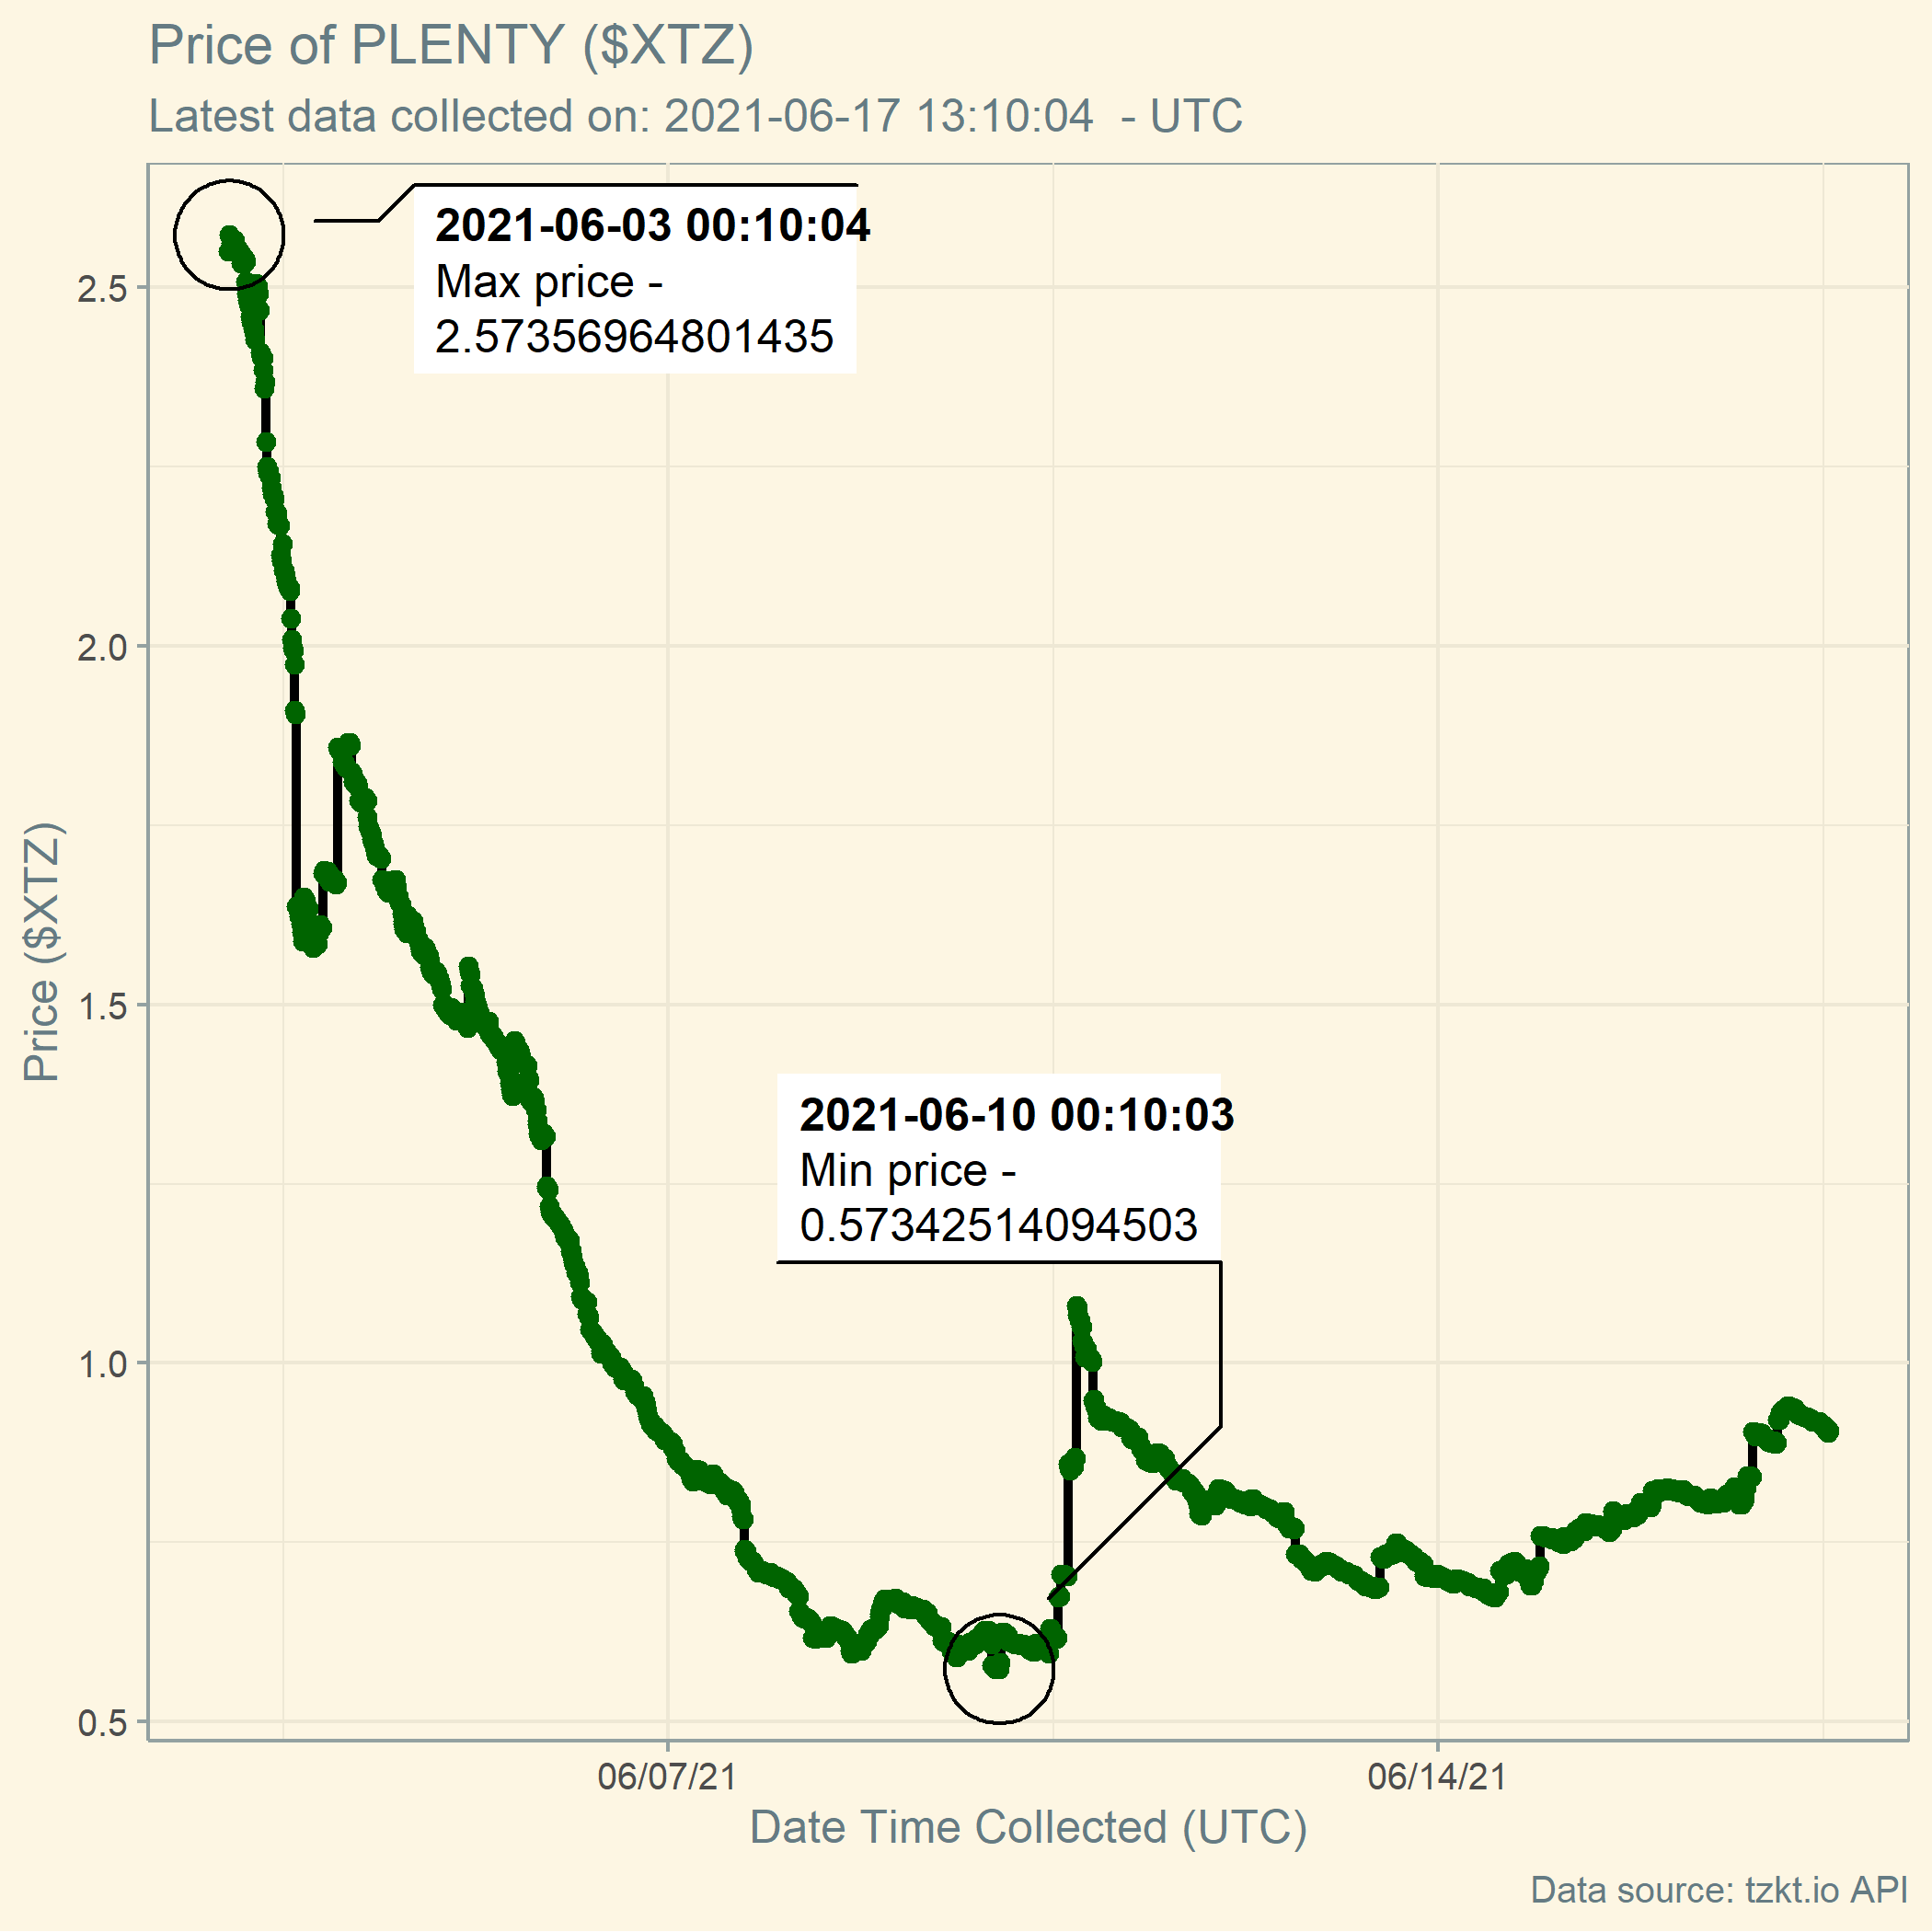 Price of PLENTY ($XTZ)
Latest data collected on: 2021-06-17 13:10:04  - UTC
2021-06-03 00:10:04
Max price -
2.57356964801435
2.5
2.0
1.5
1.0
0.5
Price ($XTZ)
2021-06-10 00:10:03
Min price -
0.57342514094503
06/07/21
06/14/21
Date Time Collected (UTC)
Data source: tzkt.io API